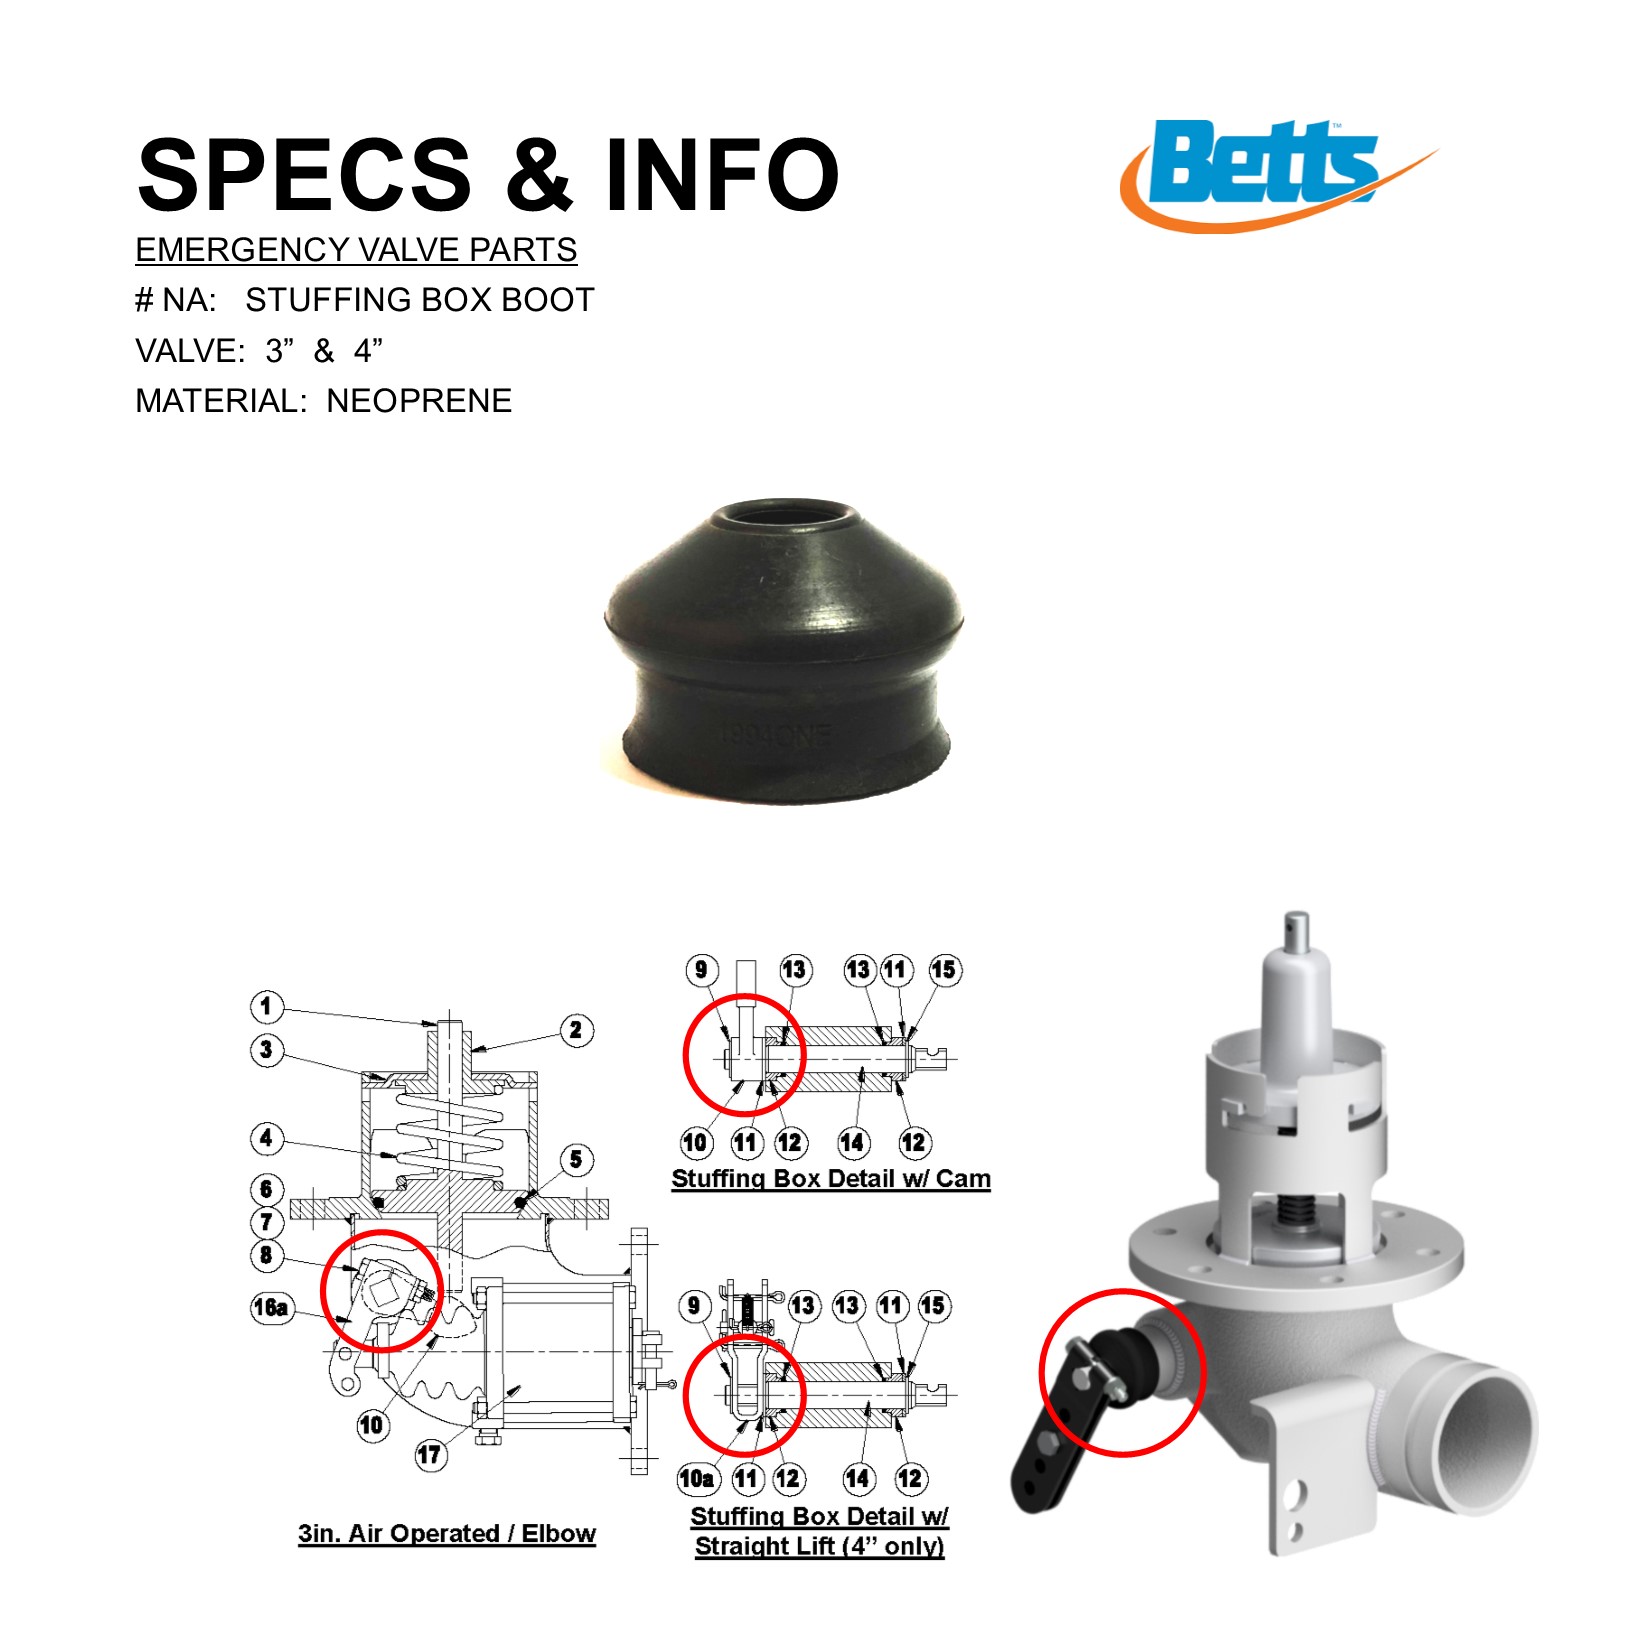 SPECS & INFO
Betts™
EMERGENCY VALVE PARTS
# NA: STUFFING BOX BOOT
VALVE: 3” & 4”
MATERIAL: NEOPRENE
9 13 13 11 15
1
2
3
10 11 12 14 12
4
5
Stuffing Box Detail w/ Cam
6
7
8
16a
9 13 13 11 15
10
17
10a 11 12 14 12
Stuffing Box Detail w/
Straight Lift (4” only)
3in. Air Operated / Elbow